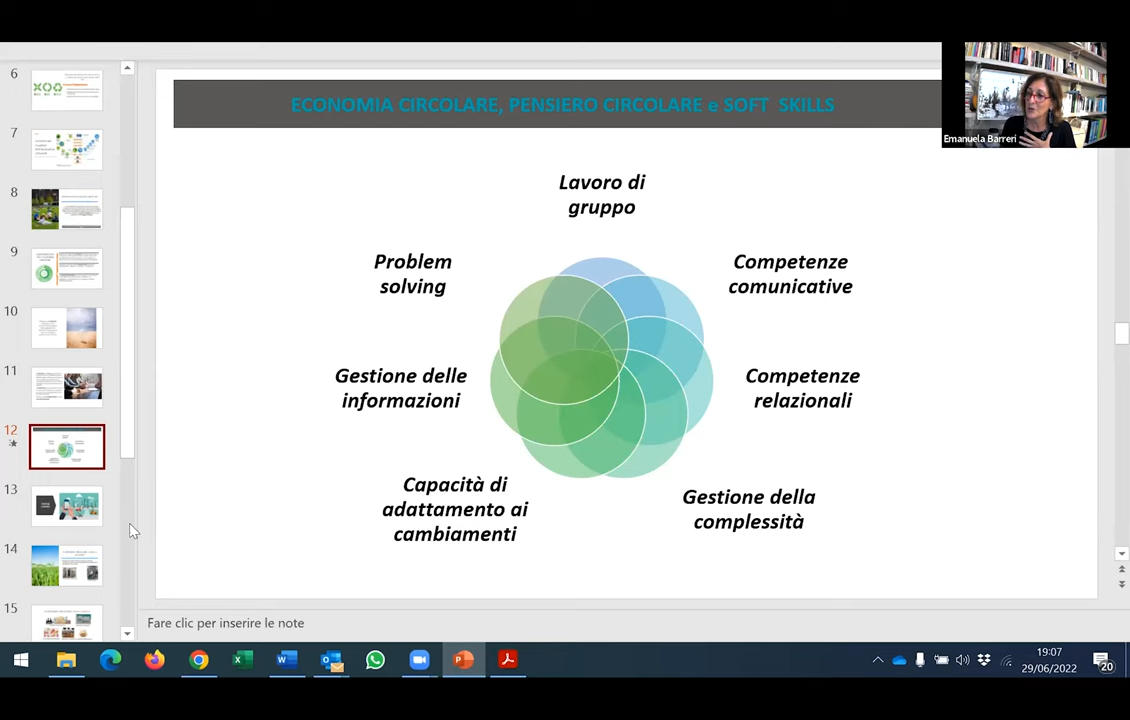 ECONOMIA CIRCOLARE, PENSIERO CIRCOLARE e SOFT SKILLS
Emanuela Barreri
Lavoro di
gruppo
Problem
solving
Competenze
comunicative
Gestione delle
informazioni
Competenze
relazionali
Capacità di
adattamento ai
cambiamenti
Gestione della
complessità
6
7
8
9
10
11
12
13
14
15
Fare clic per inserire le note
19:07
29/06/2022
20